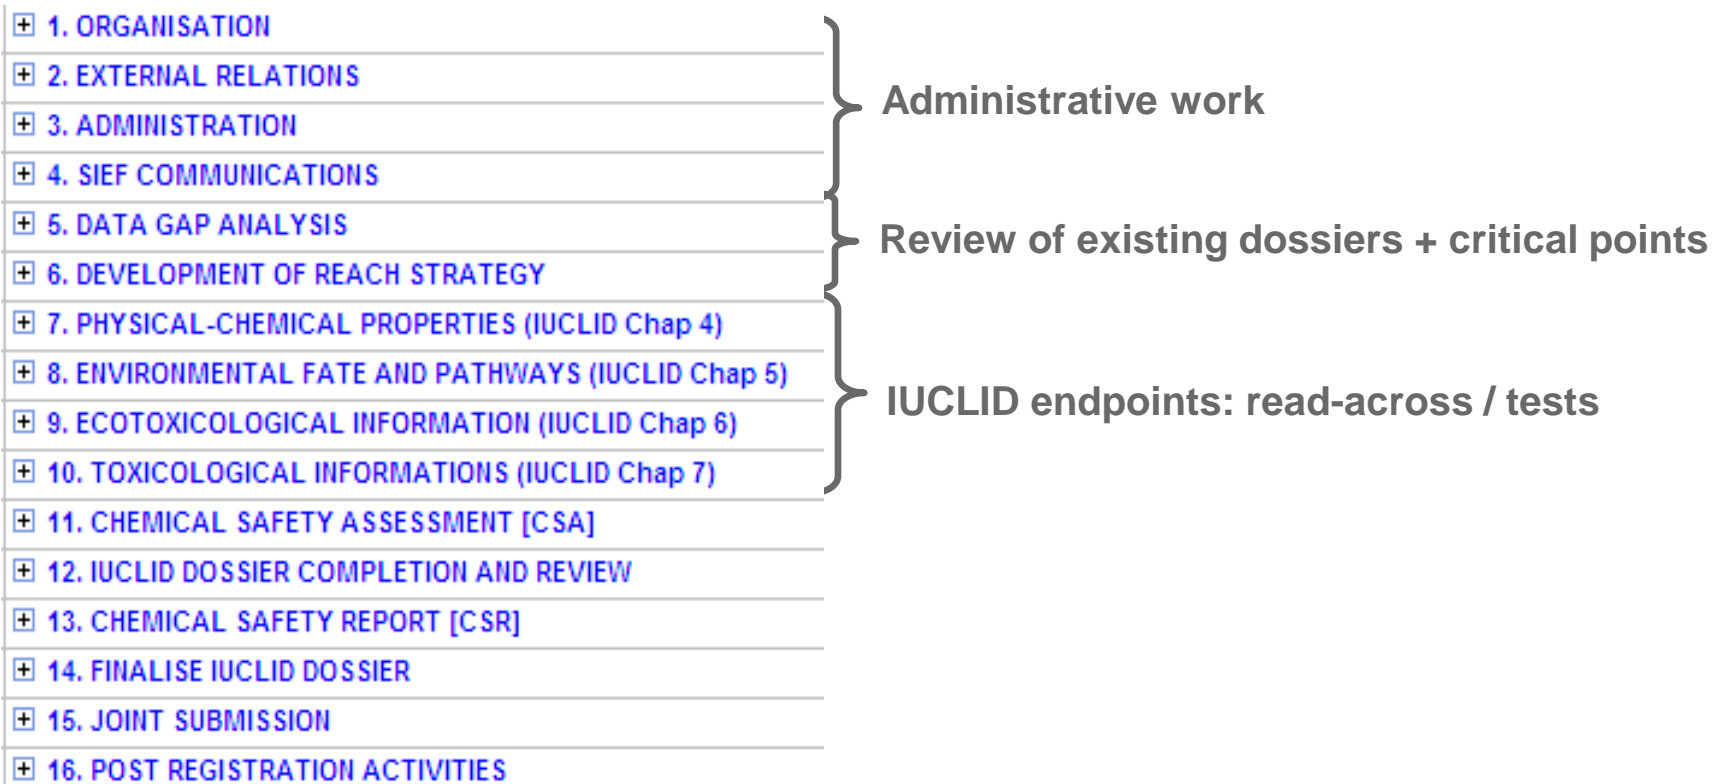 1. ORGANISATION
2. EXTERNAL RELATIONS
3. ADMINISTRATION
4. SIEF COMMUNICATIONS
Administrative work
5. DATA GAP ANALYSIS
6. DEVELOPMENT OF REACH STRATEGY
Review of existing dossiers + critical points
7. PHYSICAL-CHEMICAL PROPERTIES (IUCLID Chap 4)
8. ENVIRONMENTAL FATE AND PATHWAYS (IUCLID Chap 5)
9. ECOTOXICOLOGICAL INFORMATION (IUCLID Chap 6)
10. TOXICOLOGICAL INFORMATIONS (IUCLID Chap 7)
IUCLID endpoints: read-across / tests
11. CHEMICAL SAFETY ASSESSMENT [CSA]
12. IUCLID DOSSIER COMPLETION AND REVIEW
13. CHEMICAL SAFETY REPORT [CSR]
14. FINALISE IUCLID DOSSIER
15. JOINT SUBMISSION
16. POST REGISTRATION ACTIVITIES